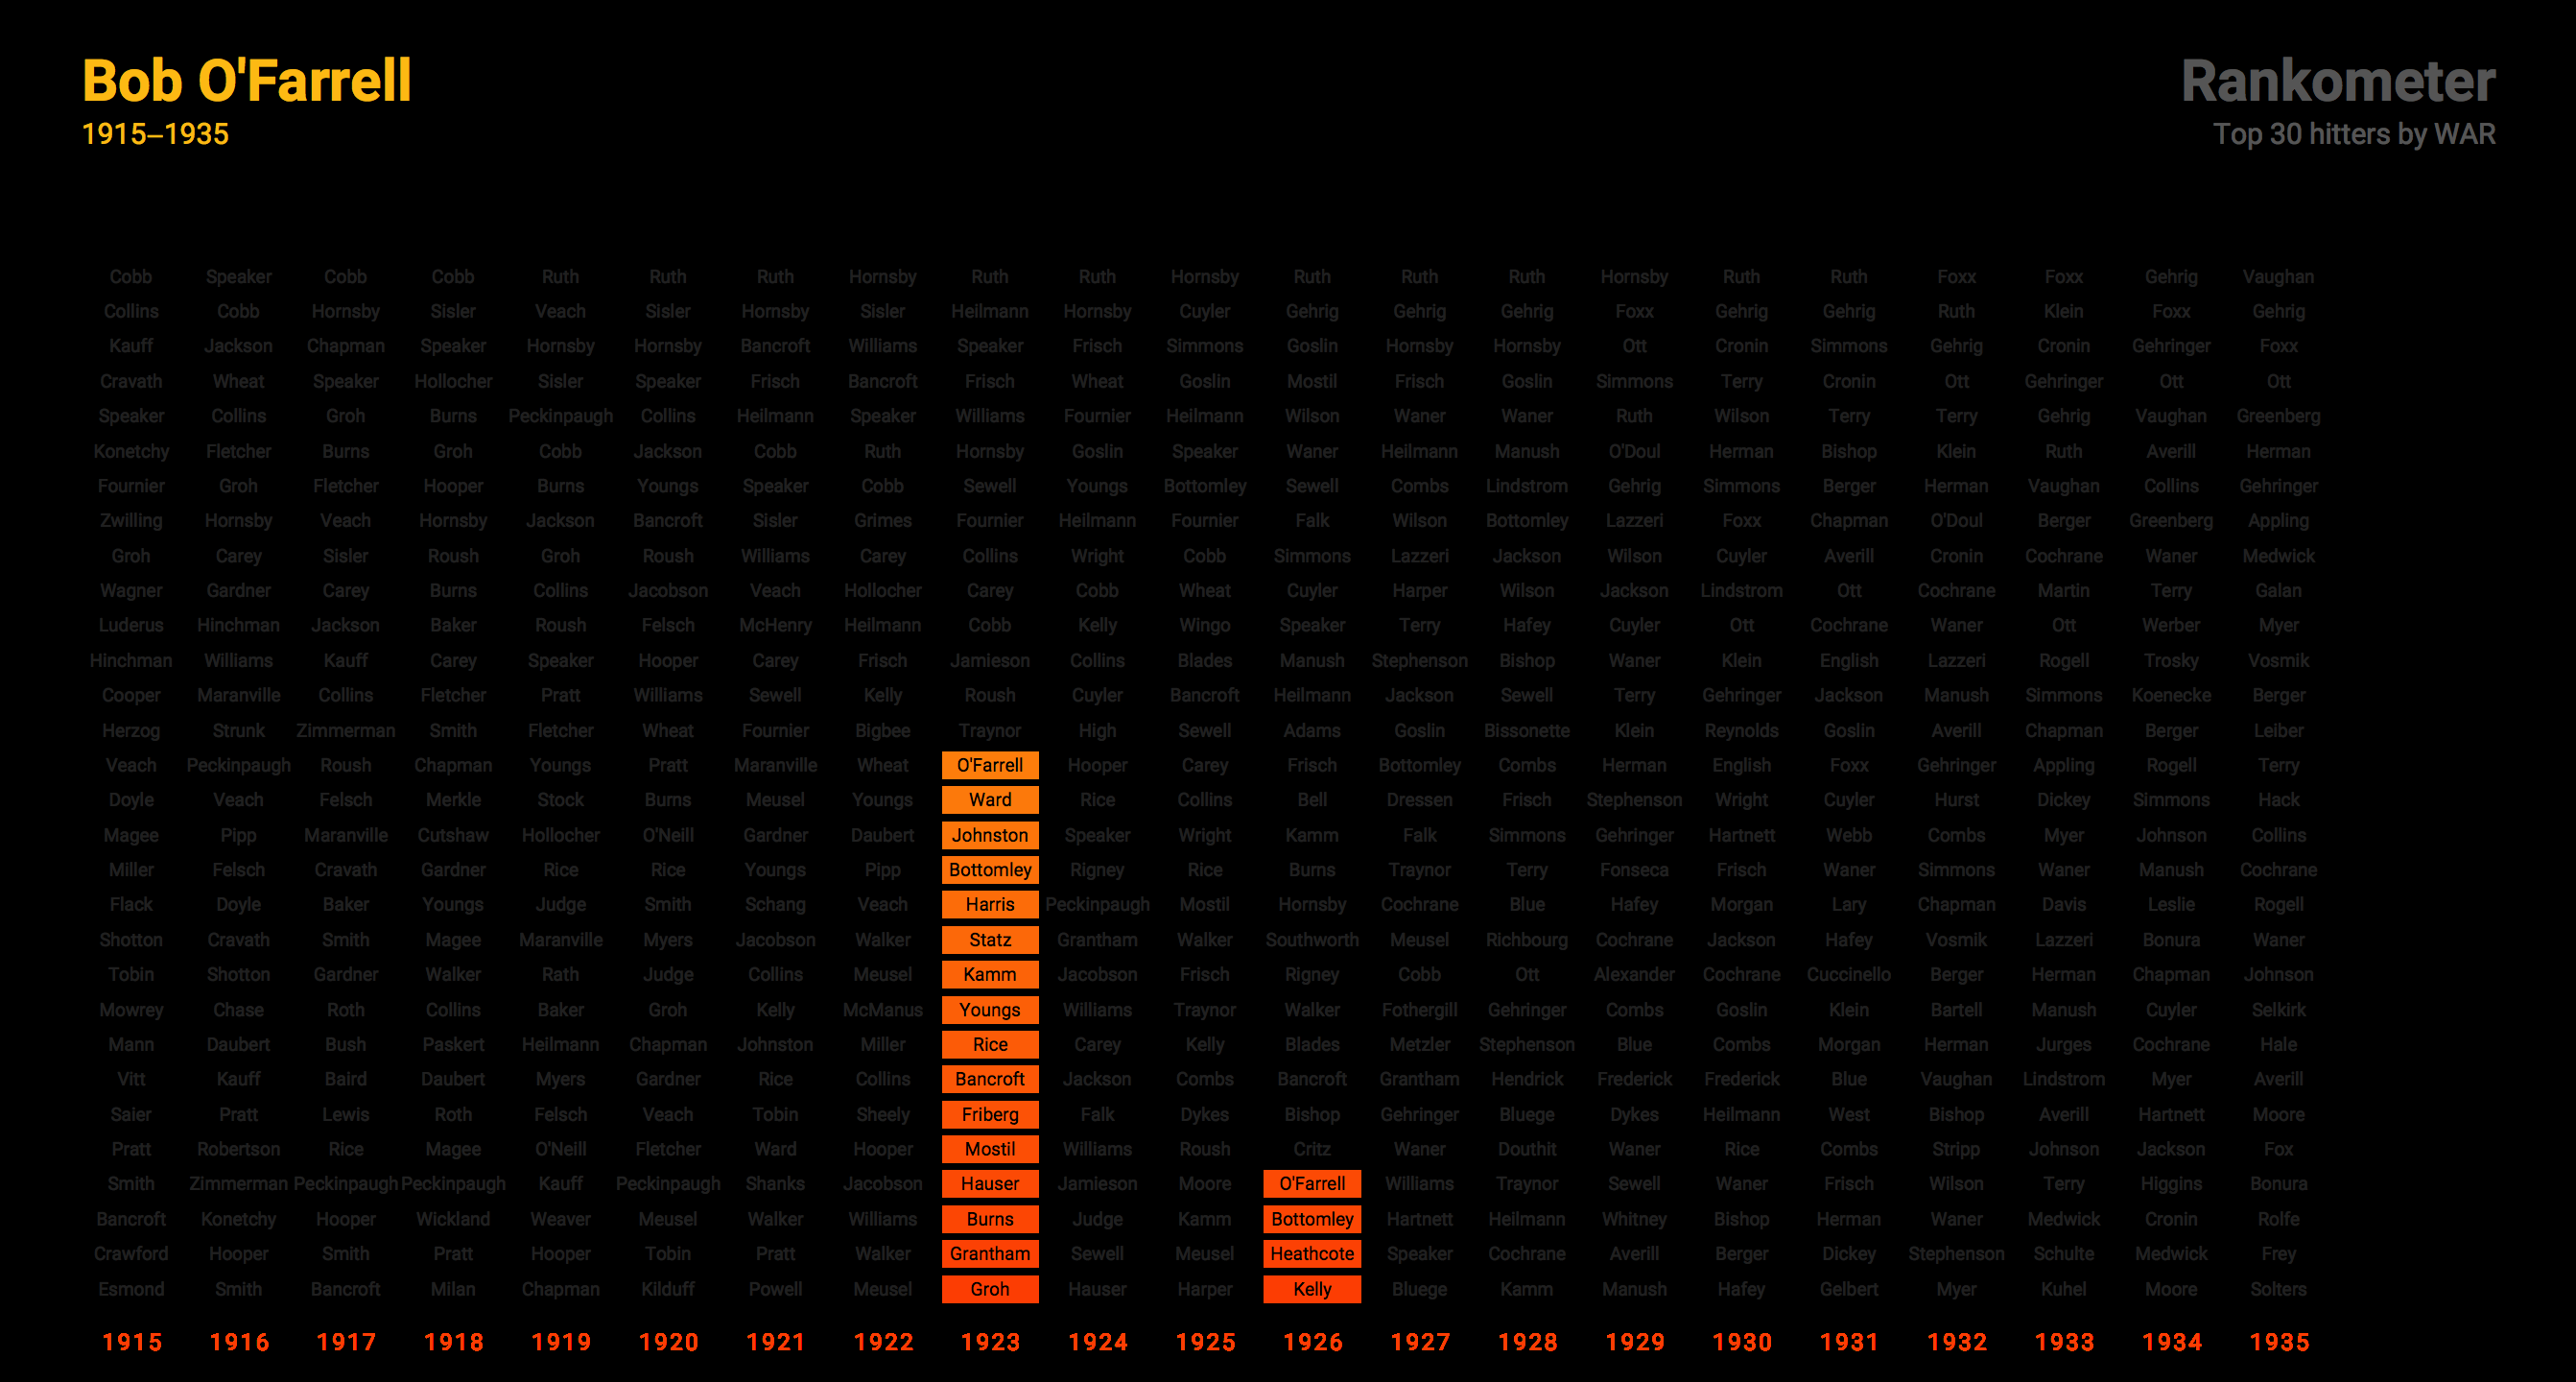 Bob O'Farrell
1915–1935
Rankometer
Top 30 hitters by WAR
Cobb Speaker Cobb Cobb Ruth Ruth Ruth Hornsby Ruth Ruth Hornsby Ruth Ruth Ruth Hornsby Ruth Ruth Foxx Foxx Gehrig Vaughan
Collins Cobb Hornsby Sisler Veach Sisler Hornsby Sisler Heilmann Hornsby Cuyler Gehrig Gehrig Gehrig Foxx Gehrig Gehrig Ruth Klein Foxx Gehrig
Kauff Jackson Chapman Speaker Hornsby Hornsby Bancroft Williams Speaker Frisch Simmons Goslin Hornsby Hornsby Ott Cronin Simmons Gehrig Cronin Gehringer Foxx
Cravath Wheat Speaker Hollocher Sisler Speaker Frisch Bancroft Frisch Wheat Goslin Mostil Frisch Goslin Simmons Terry Cronin Ott Gehringer Ott Ott
Speaker Collins Groh Burns Peckinpaugh Collins Heilmann Speaker Williams Fournier Heilmann Wilson Waner Waner Ruth Wilson Terry Terry Gehrig Vaughan Greenberg
Konetchy Fletcher Burns Groh Cobb Jackson Cobb Ruth Hornsby Goslin Speaker Waner Heilmann Manush O'Doul Herman Bishop Klein Ruth Averill Herman
Fournier Groh Fletcher Hooper Burns Youngs Speaker Cobb Sewell Youngs Bottomley Sewell Combs Lindstrom Gehrig Simmons Berger Herman Vaughan Collins Gehringer
Zwilling Hornsby Veach Hornsby Jackson Bancroft Sisler Grimes Fournier Heilmann Fournier Falk Wilson Bottomley Lazzeri Foxx Chapman O'Doul Berger Greenberg Appling
Groh Carey Sisler Roush Groh Roush Williams Carey Collins Wright Cobb Simmons Lazzeri Jackson Wilson Cuyler Averill Cronin Cochrane Waner Medwick
Wagner Gardner Carey Burns Collins Jacobson Veach Hollocher Carey Cobb Wheat Cuyler Harper Wilson Jackson Lindstrom Ott Cochrane Martin Terry Galan
Luderus Hinchman Jackson Baker Roush Felsch McHenry Heilmann Cobb Kelly Wingo Speaker Terry Hafey Cuyler Ott Cochrane Waner Ott Werber Myer
Hinchman Williams Kauff Carey Speaker Hooper Carey Frisch Jamieson Collins Blades Manush Stephenson Bishop Waner Klein English Lazzeri Rogell Trosky Vosmik
Cooper Maranville Collins Fletcher Pratt Williams Sewell Kelly Roush Cuyler Bancroft Heilmann Jackson Sewell Terry Gehringer Jackson Manush Simmons Koenecke Berger
Herzog Strunk Zimmerman Smith Fletcher Wheat Fournier Bigbee Traynor High Sewell Adams Goslin Bissonette Klein Reynolds Goslin Averill Chapman Berger Leiber
Veach Peckinpaugh Roush Chapman Youngs Pratt Maranville Wheat O'Farrell Hooper Carey Frisch Bottomley Combs Herman English Foxx Gehringer Appling Rogell Terry
Doyle Veach Felsch Merkle Stock Burns Meusel Youngs Ward Rice Collins Bell Dressen Frisch Stephenson Wright Cuyler Hurst Dickey Simmons Hack
Magee Pipp Maranville Cutshaw Hollocher O'Neill Gardner Daubert Johnston Speaker Wright Kamm Falk Simmons Gehringer Hartnett Webb Combs Myer Johnson Collins
Miller Felsch Cravath Gardner Rice Rice Youngs Pipp Bottomley Rigney Rice Burns Traynor Terry Fonseca Frisch Waner Simmons Waner Manush Cochrane
Flack Doyle Baker Youngs Judge Smith Schang Veach Harris Peckinpaugh Mostil Hornsby Cochrane Blue Hafey Morgan Lary Chapman Davis Leslie Rogell
Shotton Cravath Smith Magee Maranville Myers Jacobson Walker Statz Grantham Walker Southworth Meusel Richbourg Cochrane Jackson Hafey Vosmik Lazzeri Bonura Waner
Tobin Shotton Gardner Walker Rath Judge Collins Meusel Kamm Jacobson Frisch Rigney Cobb Ott Alexander Cochrane Cuccinello Berger Herman Chapman Johnson
Mowrey Chase Roth Collins Baker Groh Kelly McManus Youngs Williams Traynor Walker Fothergill Gehringer Combs Goslin Klein Bartell Manush Cuyler Selkirk
Mann Daubert Bush Paskert Heilmann Chapman Johnston Miller Rice Carey Kelly Blades Metzler Stephenson Blue Combs Morgan Herman Jurges Cochrane Hale
Vitt Kauff Baird Daubert Myers Gardner Rice Collins Bancroft Jackson Combs Bancroft Grantham Hendrick Frederick Frederick Blue Vaughan Lindstrom Myer Averill
Saier Pratt Lewis Roth Felsch Veach Tobin Sheely Friberg Falk Dykes Bishop Gehringer Bluege Dykes Heilmann West Bishop Averill Hartnett Moore
Pratt Robertson Rice Magee O'Neill Fletcher Ward Hooper Mostil Williams Roush Critz Waner Douthit Waner Rice Combs Stripp Johnson Jackson Fox
Smith Zimmerman Peckinpaugh Peckinpaugh Kauff Peckinpaugh Shanks Jacobson Hauser Jamieson Moore O'Farrell Williams Traynor Sewell Waner Frisch Wilson Terry Higgins Bonura
Bancroft Konetchy Hooper Wickland Weaver Meusel Walker Williams Burns Judge Kamm Bottomley Hartnett Heilmann Whitney Bishop Herman Waner Medwick Cronin Rolfe
Crawford Hooper Smith Pratt Hooper Tobin Pratt Walker Grantham Sewell Meusel Heathcote Speaker Cochrane Averill Berger Dickey Stephenson Schulte Medwick Frey
Esmond Smith Bancroft Milan Chapman Kilduff Powell Meusel Groh Hauser Harper Kelly Bluege Kamm Manush Hafey Gelbert Myer Kuhel Moore Solters
1915 1916 1917 1918 1919 1920 1921 1922 1923 1924 1925 1926 1927 1928 1929 1930 1931 1932 1933 1934 1935